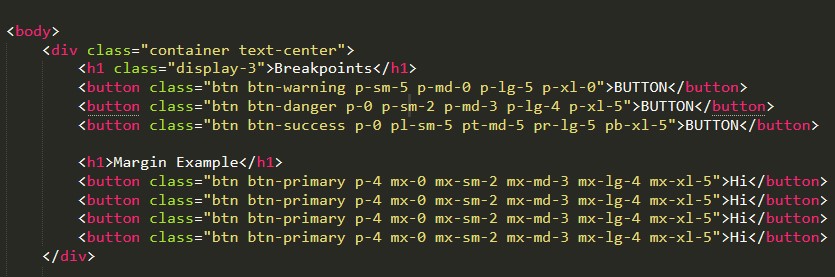 <body>
<div class="container text-center">
<h1 class="display-3">Breakpoints</h1>
<button class="btn btn-warning p-sm-5 p-md-0 p-lg-5 p-xl-0">BUTTON</button>
<button class="btn btn-danger p-0 p-sm-2 p-md-3 p-lg-4 p-xl-5">BUTTON</button>
<button class="btn btn-success p-0 pl-sm-5 pt-md-5 pr-lg-5 pb-xl-5">BUTTON</button>
<h1>Margin Example</h1>
<button class="btn btn-primary p-4 mx-0 mx-sm-2 mx-md-3 mx-lg-4 mx-xl-5">Hi</button>
<button class="btn btn-primary p-4 mx-0 mx-sm-2 mx-md-3 mx-lg-4 mx-xl-5">Hi</button>
<button class="btn btn-primary p-4 mx-0 mx-sm-2 mx-md-3 mx-lg-4 mx-xl-5">Hi</button>
<button class="btn btn-primary p-4 mx-0 mx-sm-2 mx-md-3 mx-lg-4 mx-xl-5">Hi</button>
</div>